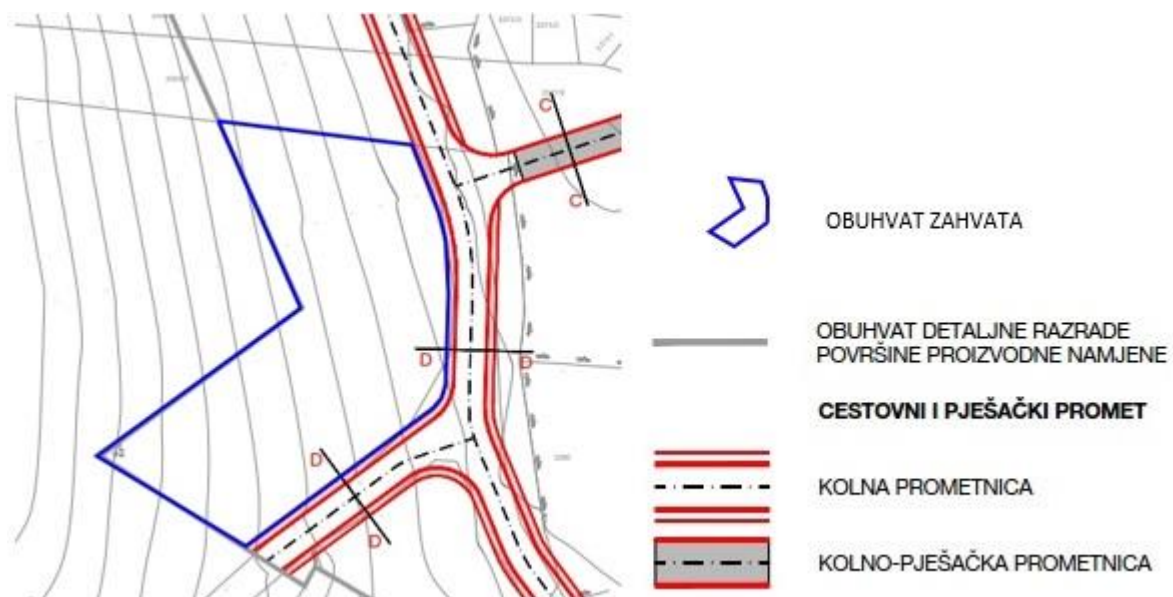 C
C
D
D
D
D
OBUHVAT ZAHVATA
OBUHVAT DETALJNE RAZRADE
POVRŠINE PROIZVODNE NAMJENE
CESTOVNI I PJEŠAČKI PROMET
KOLNA PROMETNICA
KOLNO-PJEŠAČKA PROMETNICA